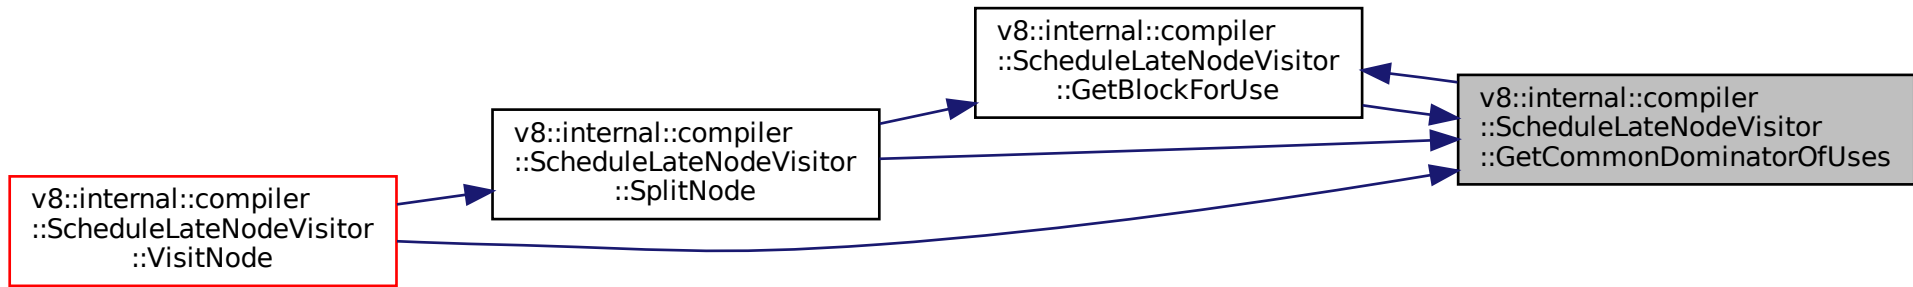 v8::internal::compiler
::ScheduleLateNodeVisitor
::GetBlockForUse
v8::internal::compiler
::ScheduleLateNodeVisitor
::GetCommonDominatorOfUses
v8::internal::compiler
::ScheduleLateNodeVisitor
::SplitNode
v8::internal::compiler
::ScheduleLateNodeVisitor
::VisitNode